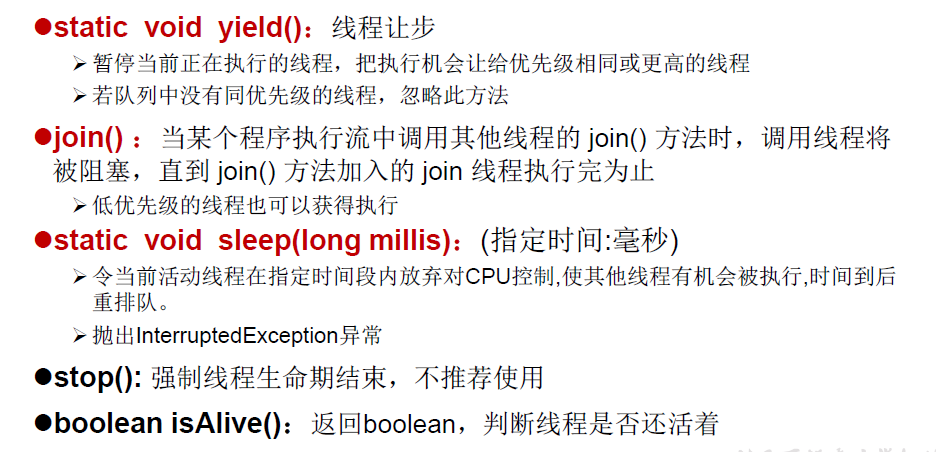 ●static void yield()：线程让步
➢暂停当前正在执行的线程，把执行机会让给优先级相同或更高的线程
➢若队列中没有同优先级的线程，忽略此方法
●join() ：当某个程序执行流中调用其他线程的 join() 方法时，调用线程将
被阻塞，直到 join() 方法加入的 join 线程执行完为止
➢低优先级的线程也可以获得执行
●static void sleep(long millis)：(指定时间:毫秒)
➢令当前活动线程在指定时间段内放弃对CPU控制,使其他线程有机会被执行,时间到后
重排队。
➢抛出InterruptedException异常
●stop(): 强制线程生命期结束，不推荐使用
●boolean isAlive()：返回boolean，判断线程是否还活着